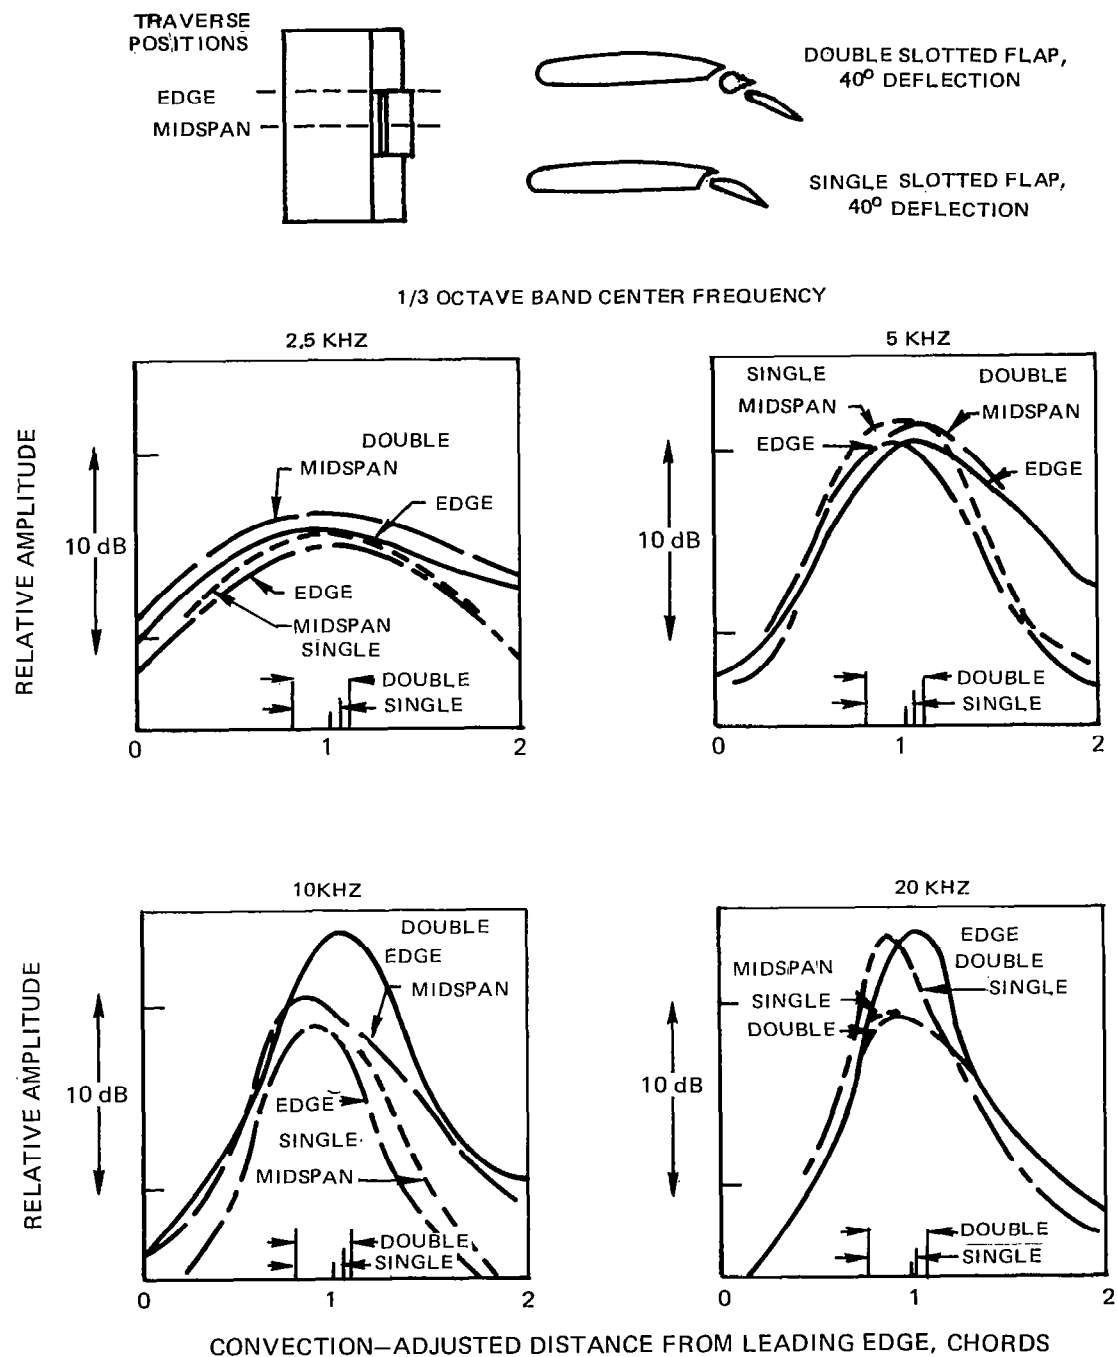 TRAVERSE
POSITIONS
EDGE
MIDSPAN
DOUBLE SLOTTED FLAP,
40° DEFLECTION
SINGLE SLOTTED FLAP,
40° DEFLECTION
1/3 OCTAVE BAND CENTER FREQUENCY
2.5 KHZ
RELATIVE AMPLITUDE
10 dB
DOUBLE
MIDSPAN
EDGE
EDGE
MIDSPAN
SINGLE
DOUBLE
SINGLE
0
1
2
5 KHZ
10 dB
SINGLE
DOUBLE
MIDSPAN
MIDSPAN
EDGE
EDGE
DOUBLE
SINGLE
0
1
2
10KHZ
RELATIVE AMPLITUDE
10 dB
DOUBLE
EDGE
MIDSPAN
EDGE
SINGLE
MIDSPAN
DOUBLE
SINGLE
0
1
2
20 KHZ
10 dB
EDGE
DOUBLE
SINGLE
MIDSPAN
SINGLE
DOUBLE
DOUBLE
SINGLE
0
1
2
CONVECTION—ADJUSTED DISTANCE FROM LEADING EDGE, CHORDS